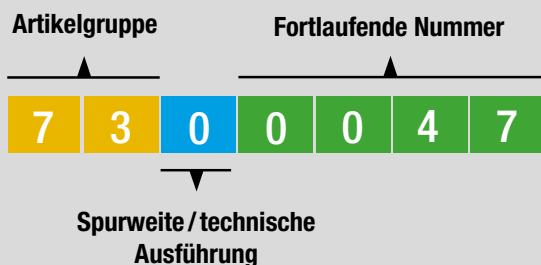 Artikelgruppe Fortlaufende Nummer
7 3 0 0 0 4 7
Spurweite / technische
Ausführung